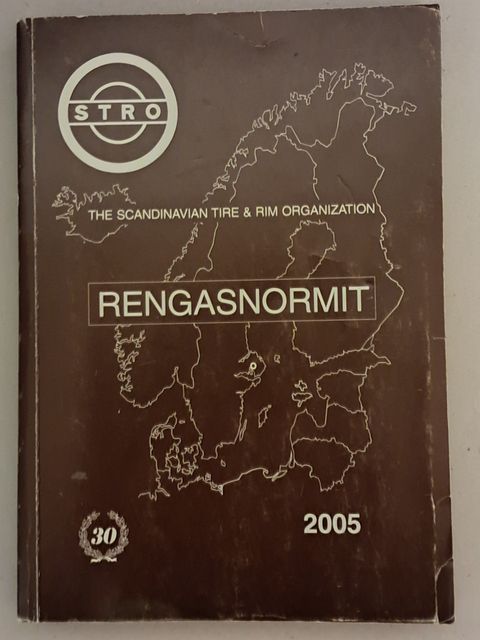 STRO
THE SCANDINAVIAN TIRE & RIM ORGANIZATION
RENGASNORMIT
30
2005